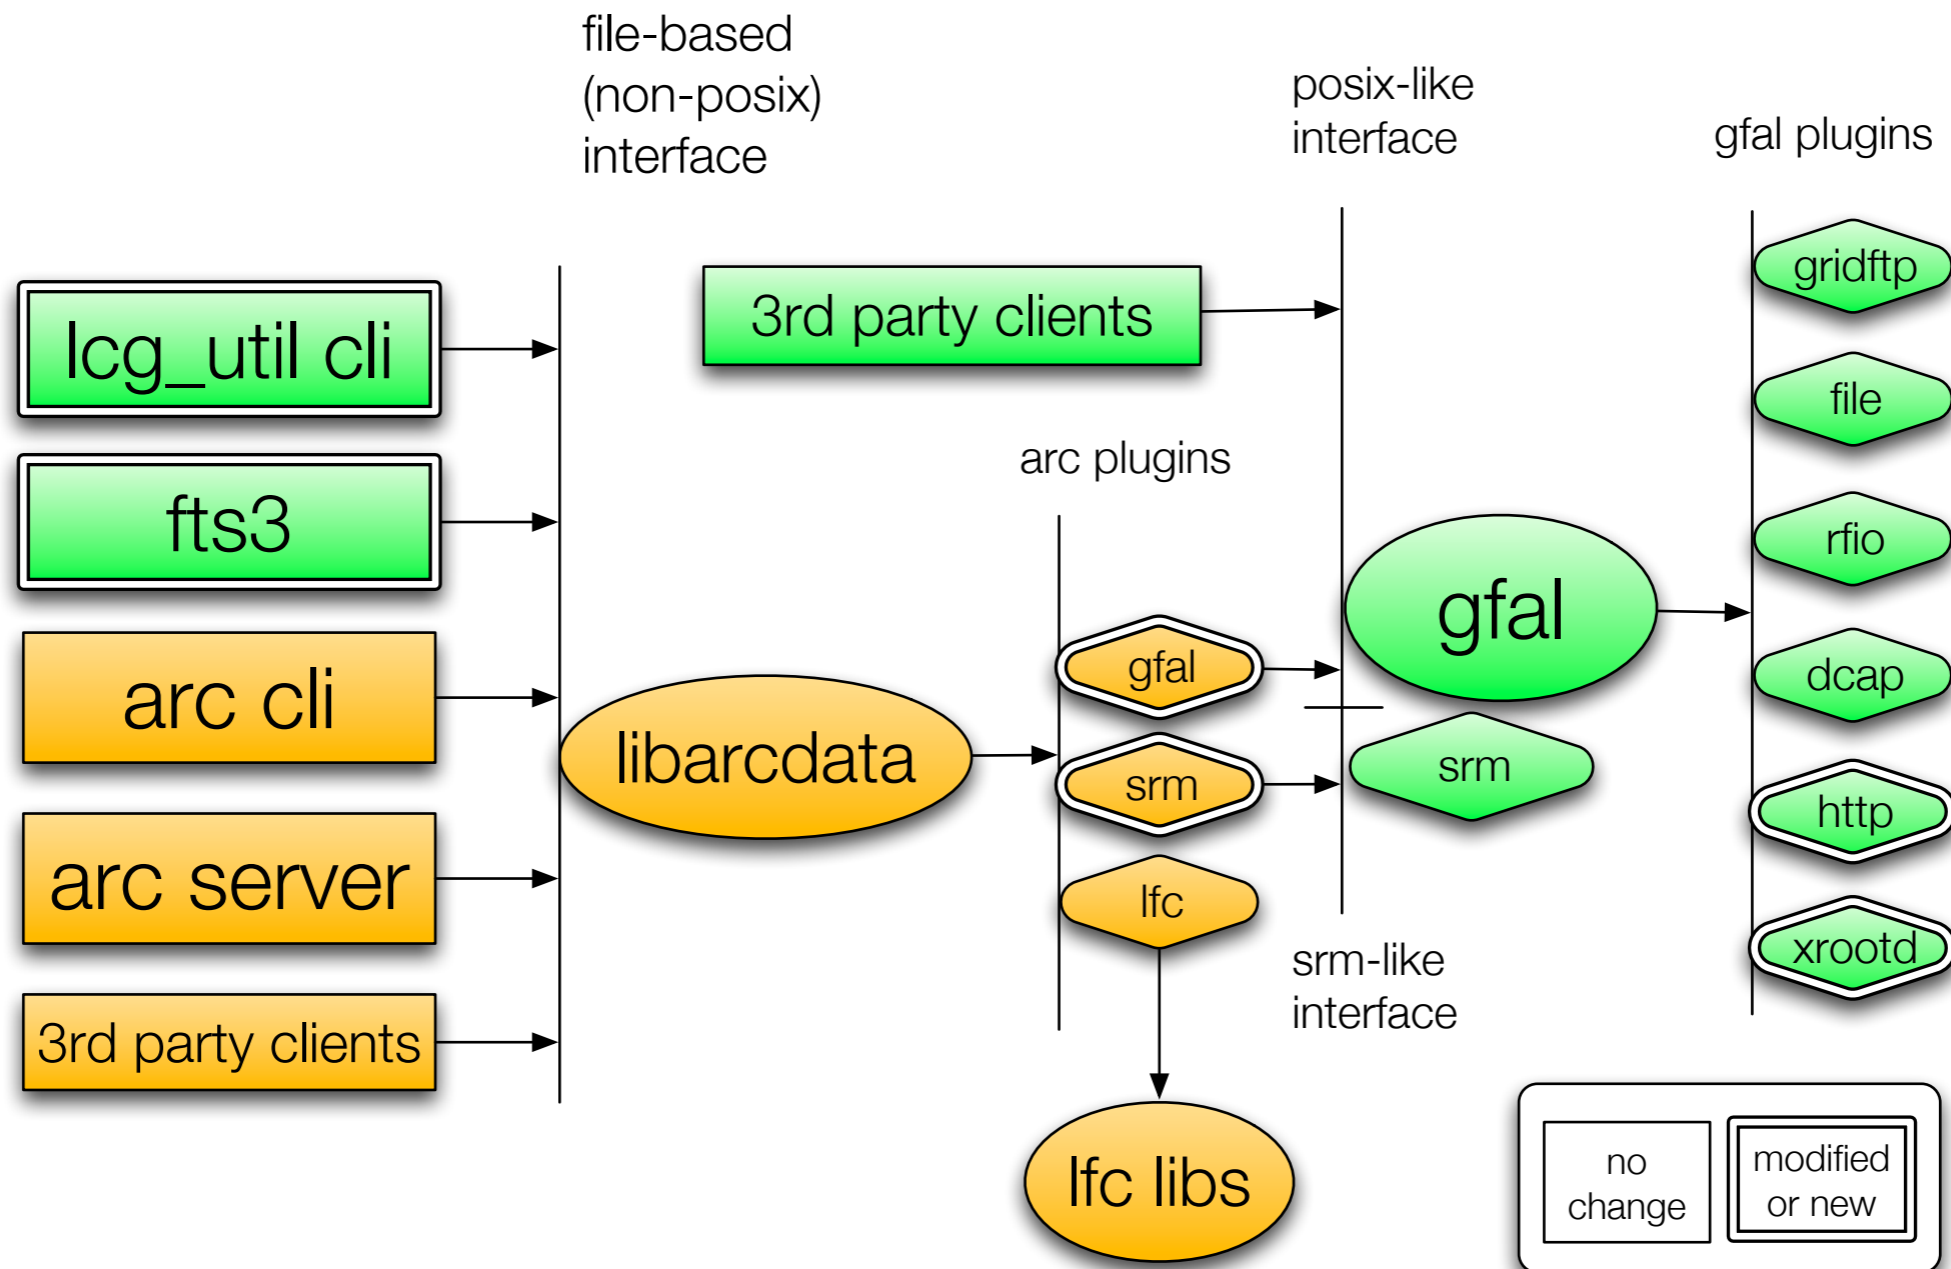 file-based
(non-posix)
interface
posix-like
interface
gfal plugins
lcg_util cli
fts3
arc cli
arc server
3rd party clients
libarcdata
3rd party clients
arc plugins
gfal
srm
lfc
lfc libs
gfal
srm
srm-like
interface
gridftp
file
rfio
dcap
http
xrootd
no
change
modified
or new